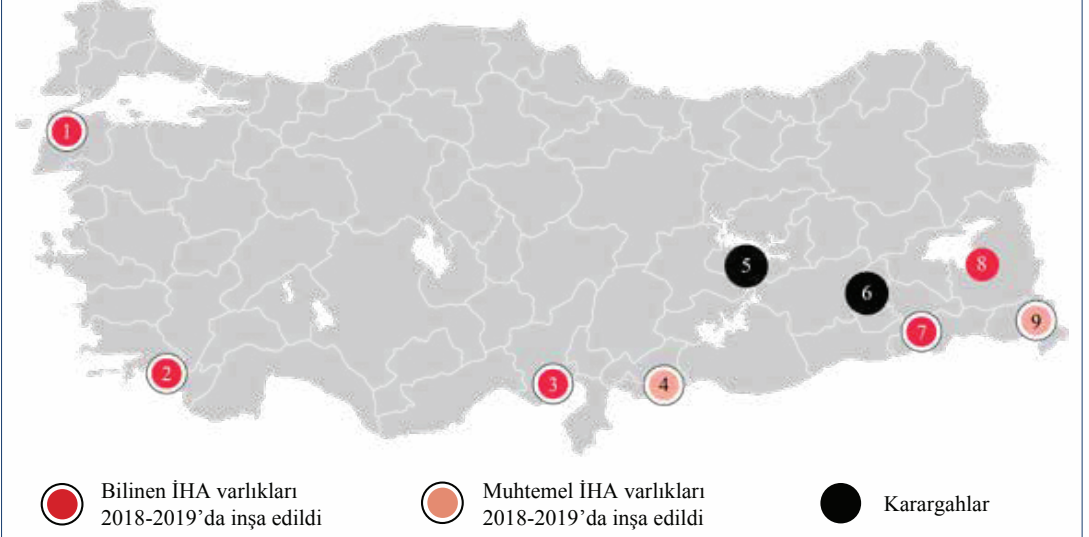 1
2
3
4
5
6
7
8
9
Bilinen İHA varlıkları
2018-2019’da inşa edildi
Muhtemel İHA varlıkları
2018-2019’da inşa edildi
Karargahlar